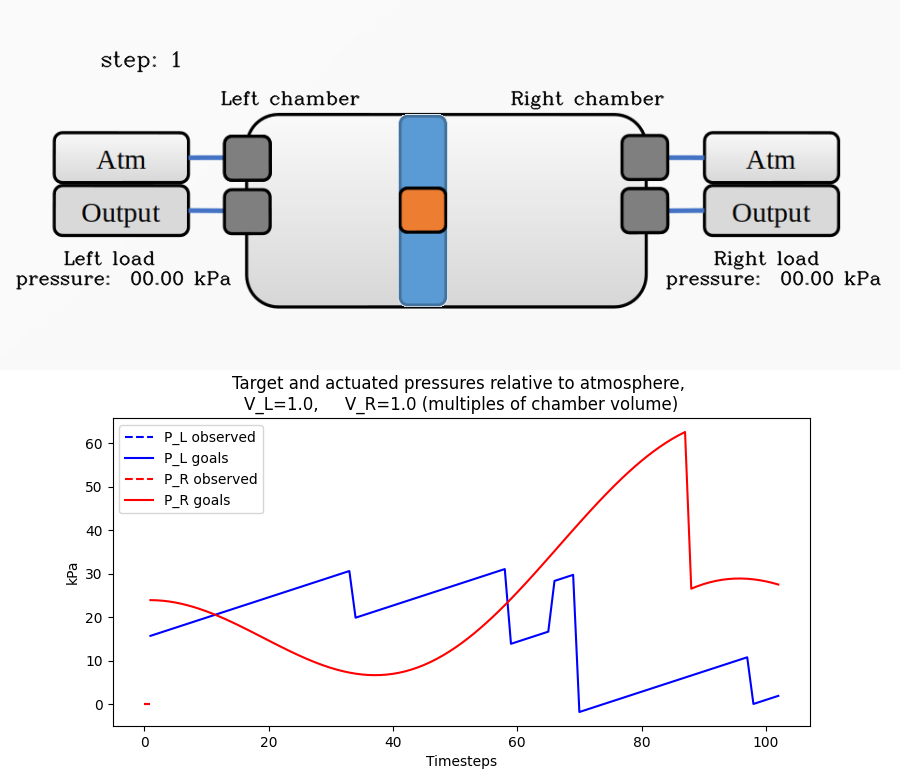 step: 1
Left chamber
Right chamber
Atm
Atm
Output
Output
Left load
pressure: 00.00 kPa
Right load
pressure: 00.00 kPa
Target and actuated pressures relative to atmosphere,
V_L=1.0, V_R=1.0 (multiples of chamber volume)
P_L observed
P_L goals
P_R observed
P_R goals
60
50
40
30
20
10
0
kPa
0 20 40 60 80 100
Timesteps